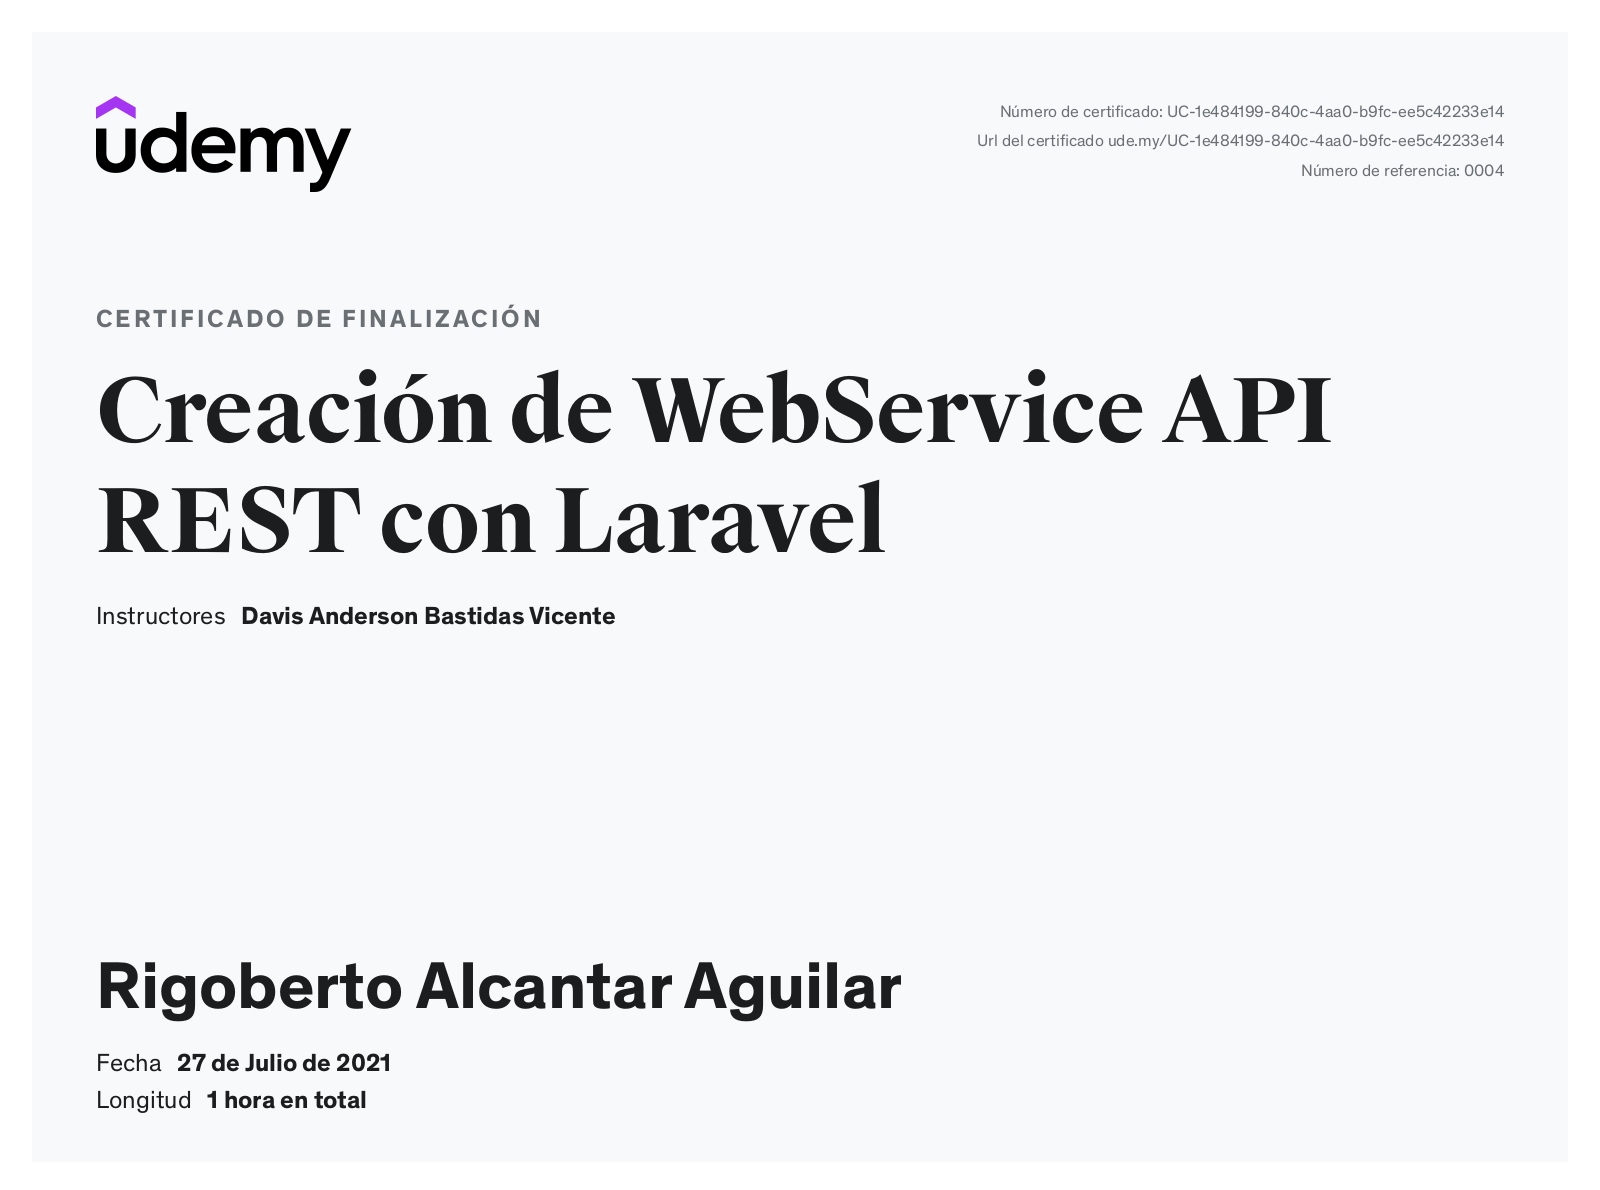 udemy
Número de certificado: UC-1e484199-840c-4aa0-b9fc-ee5c42233e14
Url del certificado ude.my/UC-1e484199-840c-4aa0-b9fc-ee5c42233e14
Número de referencia: 0004
CERTIFICADO DE FINALIZACIÓN
Creación de WebService API
REST con Laravel
Instructores Davis Anderson Bastidas Vicente
Rigoberto Alcantar Aguilar
Fecha 27 de Julio de 2021
Longitud 1 hora en total